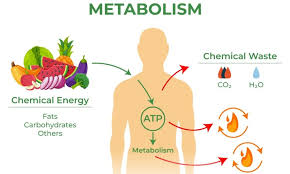 METABOLISM
Chemical Energy
Fats
Carbohydrates
Others
ATP
Metabolism
Chemical Waste
CO₂ H₂O